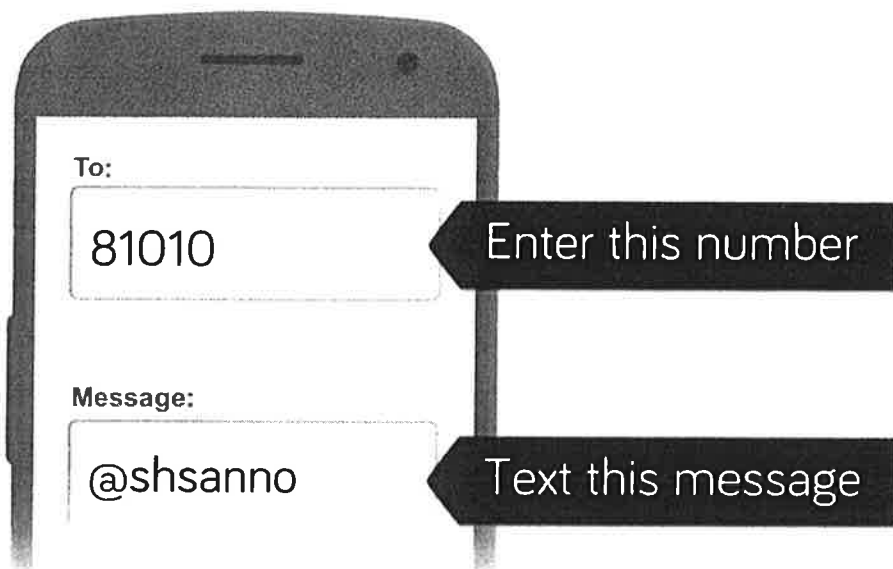 To:
81010
Enter this number
Message:
@shsanno
Text this message